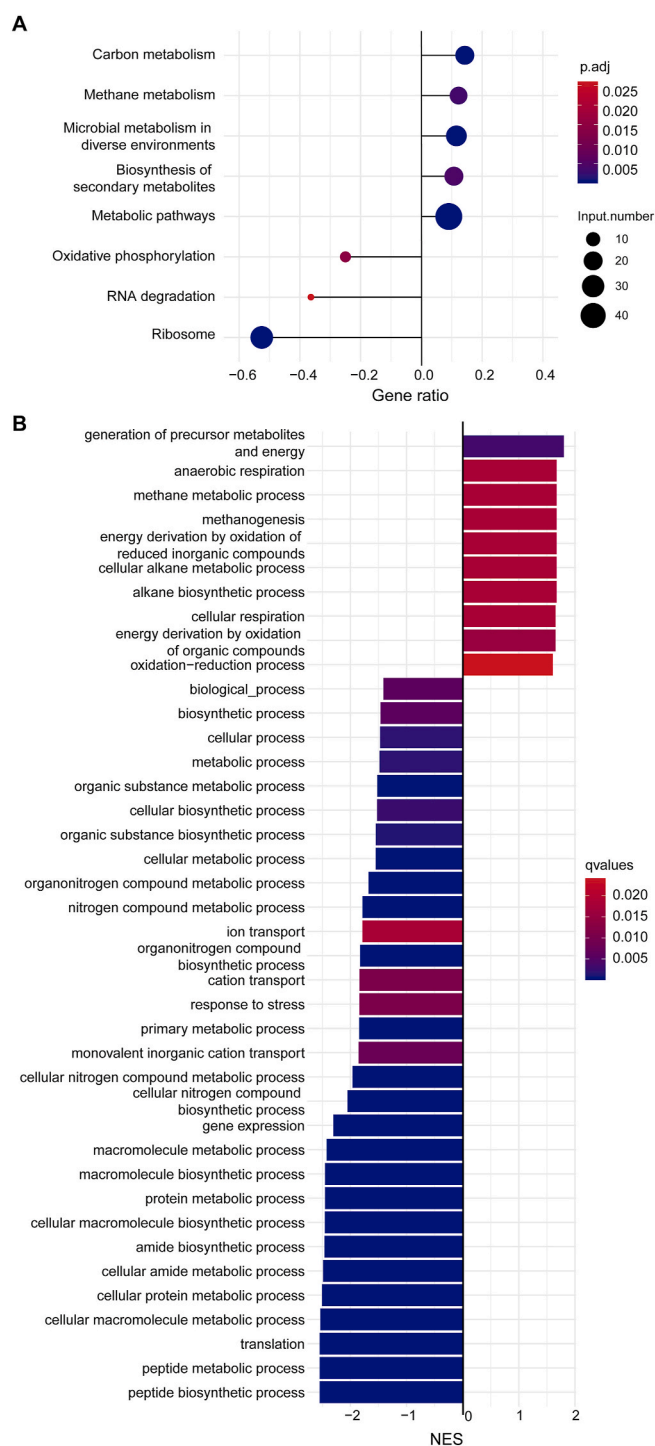 A
Carbon metabolism
Methane metabolism
Microbial metabolism in
diverse environments
Biosynthesis of
secondary metabolites
Metabolic pathways
Oxidative phosphorylation
RNA degradation
Ribosome
−0.6 −0.4 −0.2 0.0 0.2 0.4
Gene ratio
p.adj
0.025
0.020
0.015
0.010
0.005
Input.number
10
20
30
40
B
generation of precursor metabolites
and energy
anaerobic respiration
methane metabolic process
methanogenesis
energy derivation by oxidation of
reduced inorganic compounds
cellular alkane metabolic process
alkane biosynthetic process
cellular respiration
energy derivation by oxidation
of organic compounds
oxidation−reduction process
biological_process
biosynthetic process
cellular process
metabolic process
organic substance metabolic process
cellular biosynthetic process
organic substance biosynthetic process
cellular metabolic process
organonitrogen compound metabolic process
nitrogen compound metabolic process
ion transport
organonitrogen compound
biosynthetic process
cation transport
response to stress
primary metabolic process
monovalent inorganic cation transport
cellular nitrogen compound metabolic process
cellular nitrogen compound
biosynthetic process
gene expression
macromolecule metabolic process
macromolecule biosynthetic process
protein metabolic process
cellular macromolecule biosynthetic process
amide biosynthetic process
cellular amide metabolic process
cellular protein metabolic process
cellular macromolecule metabolic process
translation
peptide metabolic process
peptide biosynthetic process
−2 −1 0 1 2
NES
qvalues
0.020
0.015
0.010
0.005